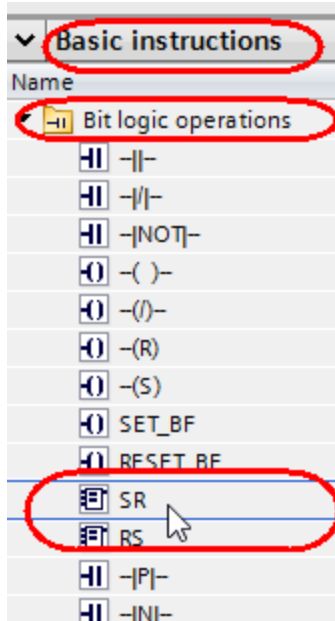 Basic instructions
Name
Bit logic operations
--||--
--|/|--
--|NOT|--
--( )--
--(/)--
--(R)
--(S)
SET_BF
RESET_BF
SR
RS
--|P|--
--|N|--